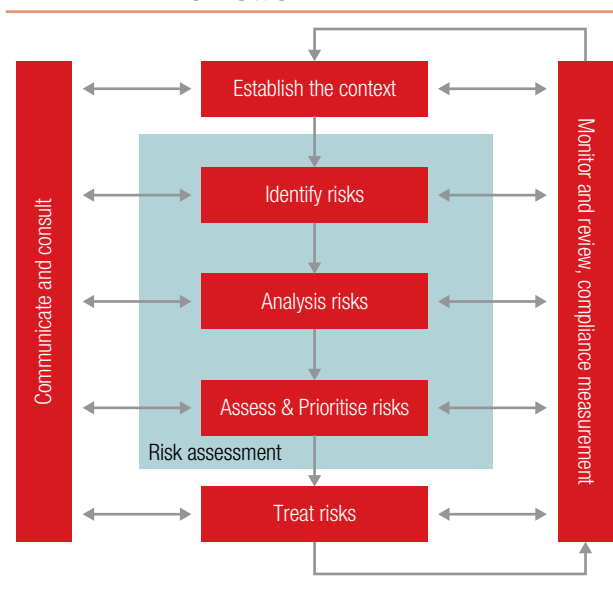 Establish the context
Communicate and consult
Identify risks
Analysis risks
Assess & Prioritise risks
Risk assessment
Treat risks
Monitor and review, compliance measurement